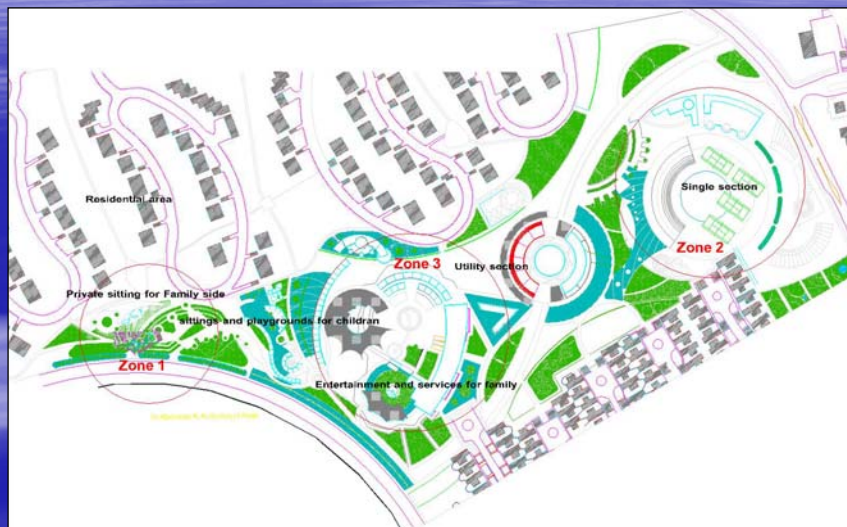 Residential area
Single section
Zone 2
Zone 3
Utility section
Private sitting for Family side
sittings and playgrounds for children
Zone 1
Entertainment and services for family